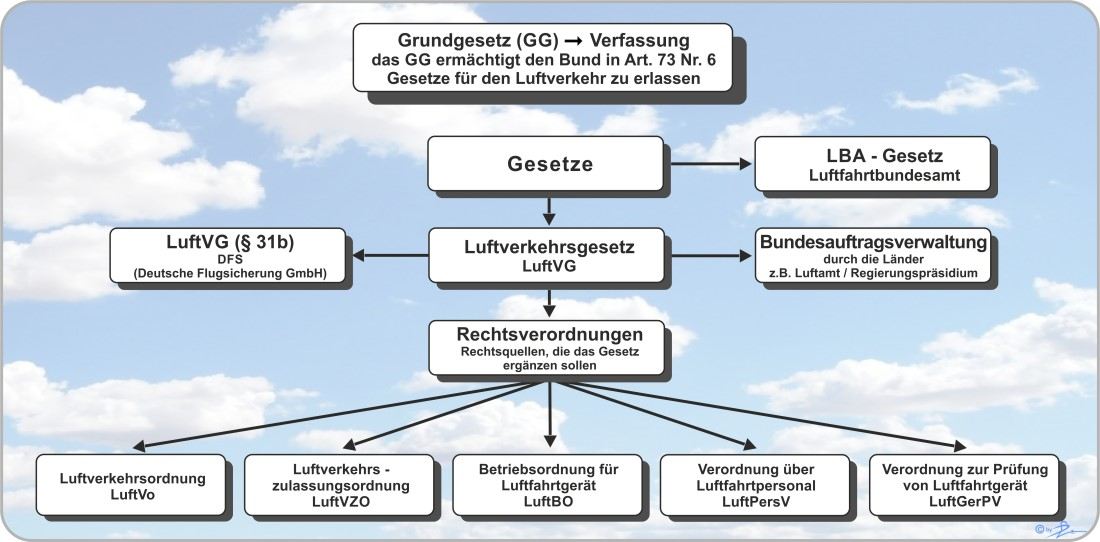 Grundgesetz (GG) → Verfassung
das GG ermächtigt den Bund in Art. 73 Nr. 6
Gesetze für den Luftverkehr zu erlassen
Gesetze
LBA - Gesetz
Luftfahrtbundesamt
LuftVG (§ 31b)
DFS
(Deutsche Flugsicherung GmbH)
Luftverkehrsgesetz
LuftVG
Bundesauftragsverwaltung
durch die Länder
z.B. Luftamt / Regierungspräsidium
Rechtsverordnungen
Rechtsquellen, die das Gesetz
ergänzen sollen
Luftverkehrsordnung
LuftVo
Luftverkehrs -
zulassungsordnung
LuftVZO
Betriebsordnung für
Luftfahrtgerät
LuftBO
Verordnung über
Luftfahrtpersonal
LuftPersV
Verordnung zur Prüfung
von Luftfahrtgerät
LuftGerPV
© by